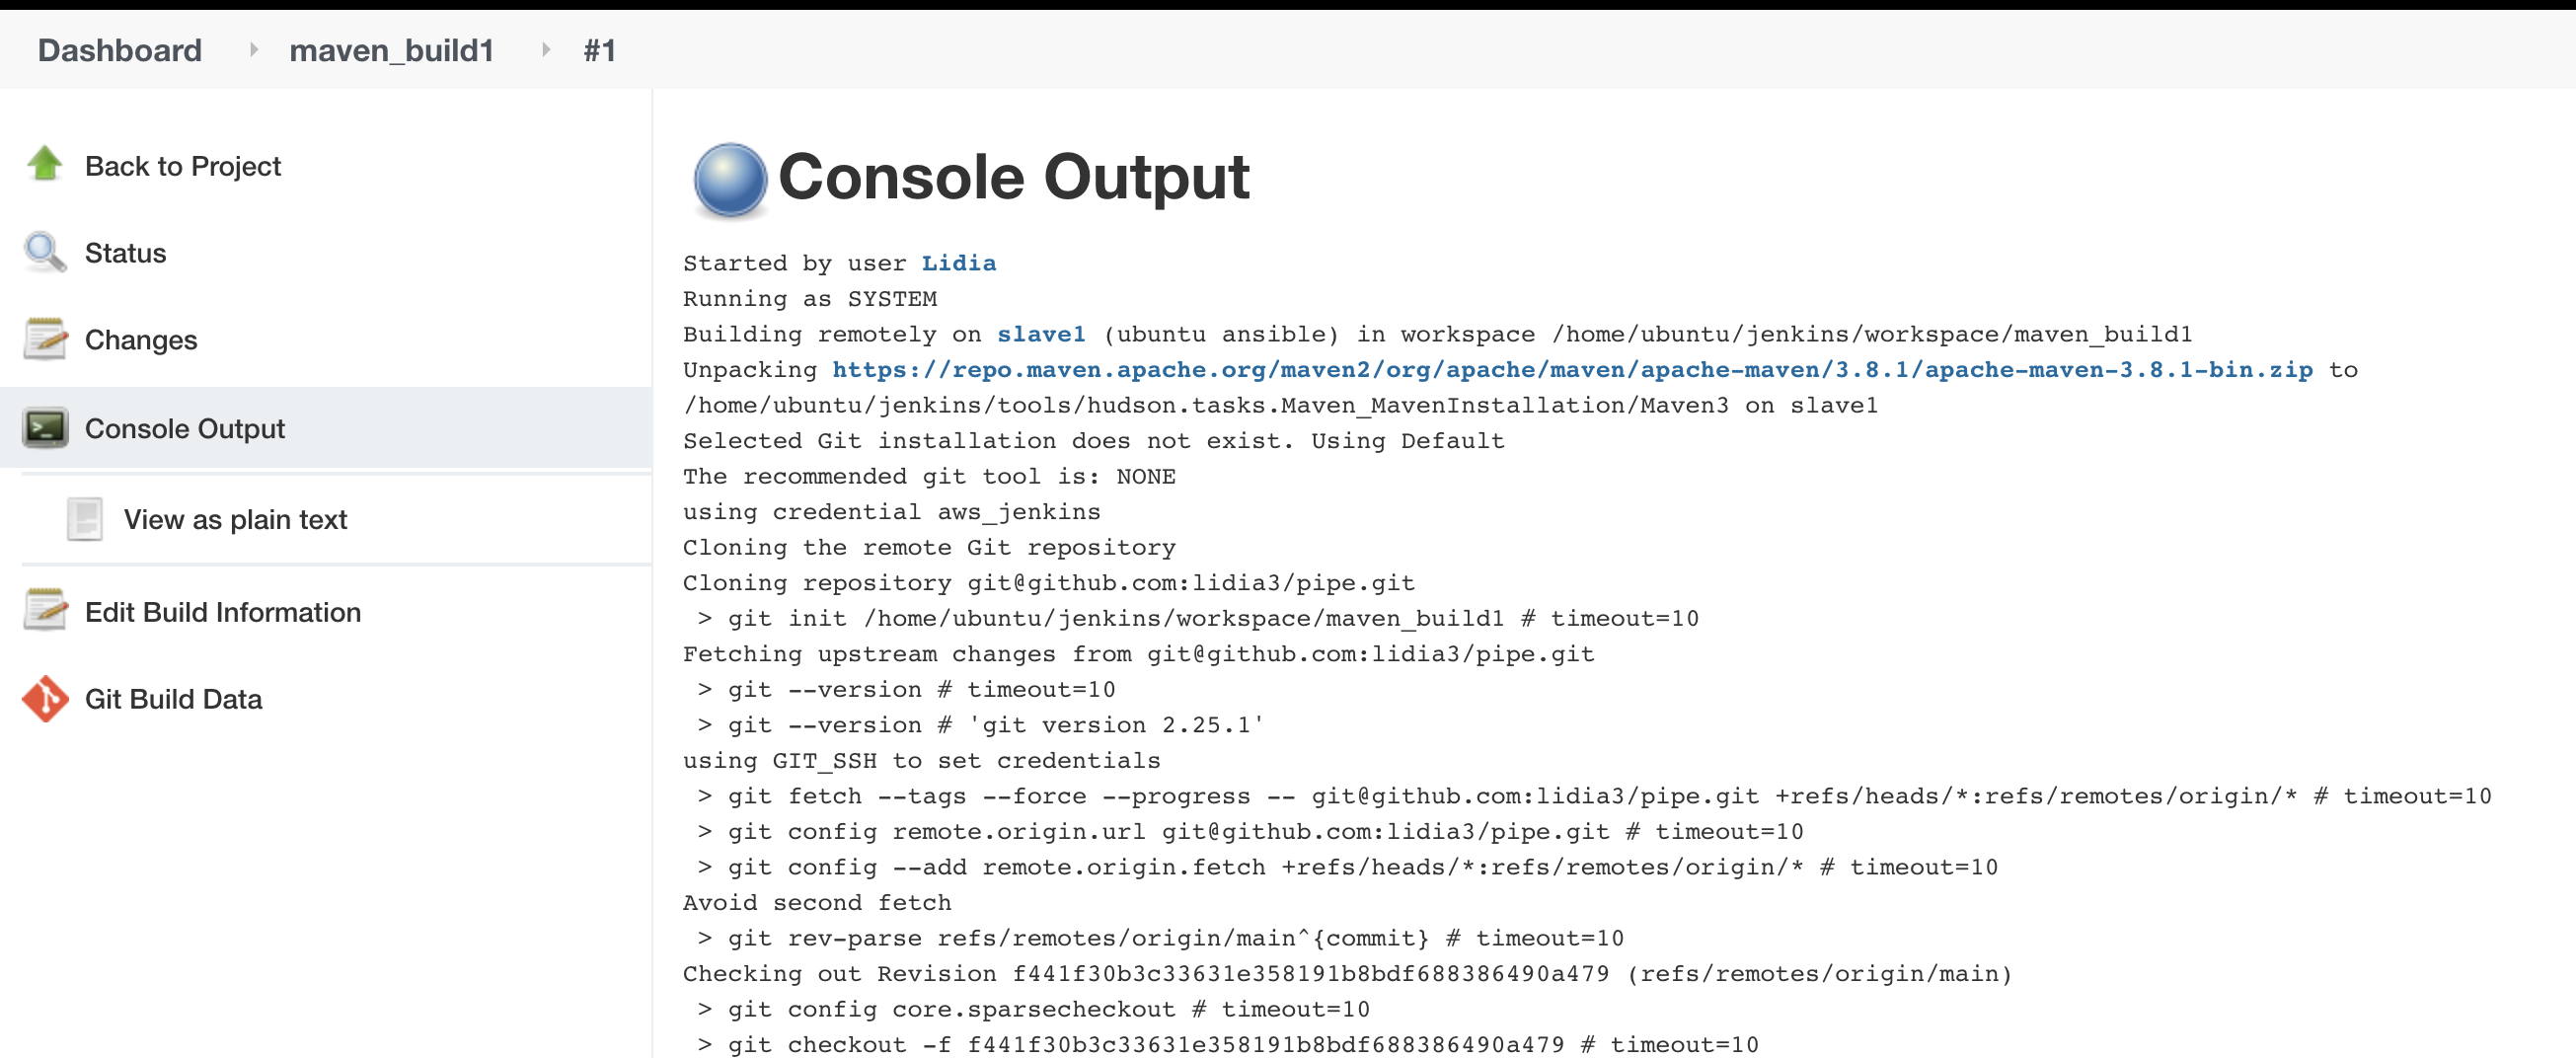 Dashboard
maven_build1
#1
Back to Project
Status
Changes
Console Output
View as plain text
Edit Build Information
Git Build Data
Console Output
Started by user Lidia
Running as SYSTEM
Building remotely on slave1 (ubuntu ansible) in workspace /home/ubuntu/jenkins/workspace/maven_build1
Unpacking https://repo.maven.apache.org/maven2/org/apache/maven/apache-maven/3.8.1/apache-maven-3.8.1-bin.zip to
/home/ubuntu/jenkins/tools/hudson.tasks.Maven_MavenInstallation/Maven3 on slave1
Selected Git installation does not exist. Using Default
The recommended git tool is: NONE
using credential aws_jenkins
Cloning the remote Git repository
Cloning repository git@github.com:lidia3/pipe.git
 > git init /home/ubuntu/jenkins/workspace/maven_build1 # timeout=10
Fetching upstream changes from git@github.com:lidia3/pipe.git
 > git --version # timeout=10
 > git --version # 'git version 2.25.1'
using GIT_SSH to set credentials
 > git fetch --tags --force --progress -- git@github.com:lidia3/pipe.git +refs/heads/*:refs/remotes/origin/* # timeout=10
 > git config remote.origin.url git@github.com:lidia3/pipe.git # timeout=10
 > git config --add remote.origin.fetch +refs/heads/*:refs/remotes/origin/* # timeout=10
Avoid second fetch
 > git rev-parse refs/remotes/origin/main^{commit} # timeout=10
Checking out Revision f441f30b3c33631e358191b8bdf688386490a479 (refs/remotes/origin/main)
 > git config core.sparsecheckout # timeout=10
 > git checkout -f f441f30b3c33631e358191b8bdf688386490a479 # timeout=10